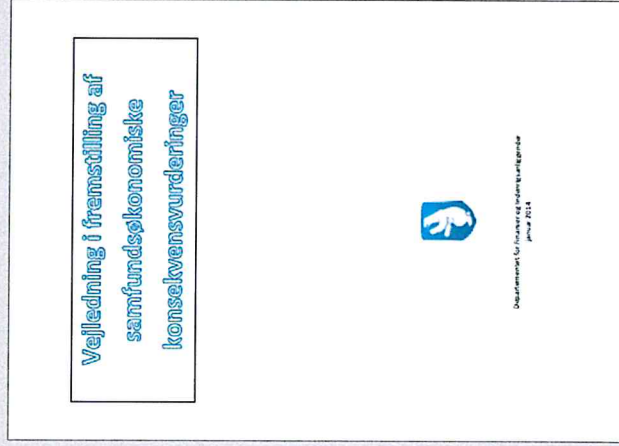 Vejledning i fremstilling af
samfundsøkonomiske
konsekvensvurderinger
Departementet for Finanser og Indenrigsanliggender
januar 2014